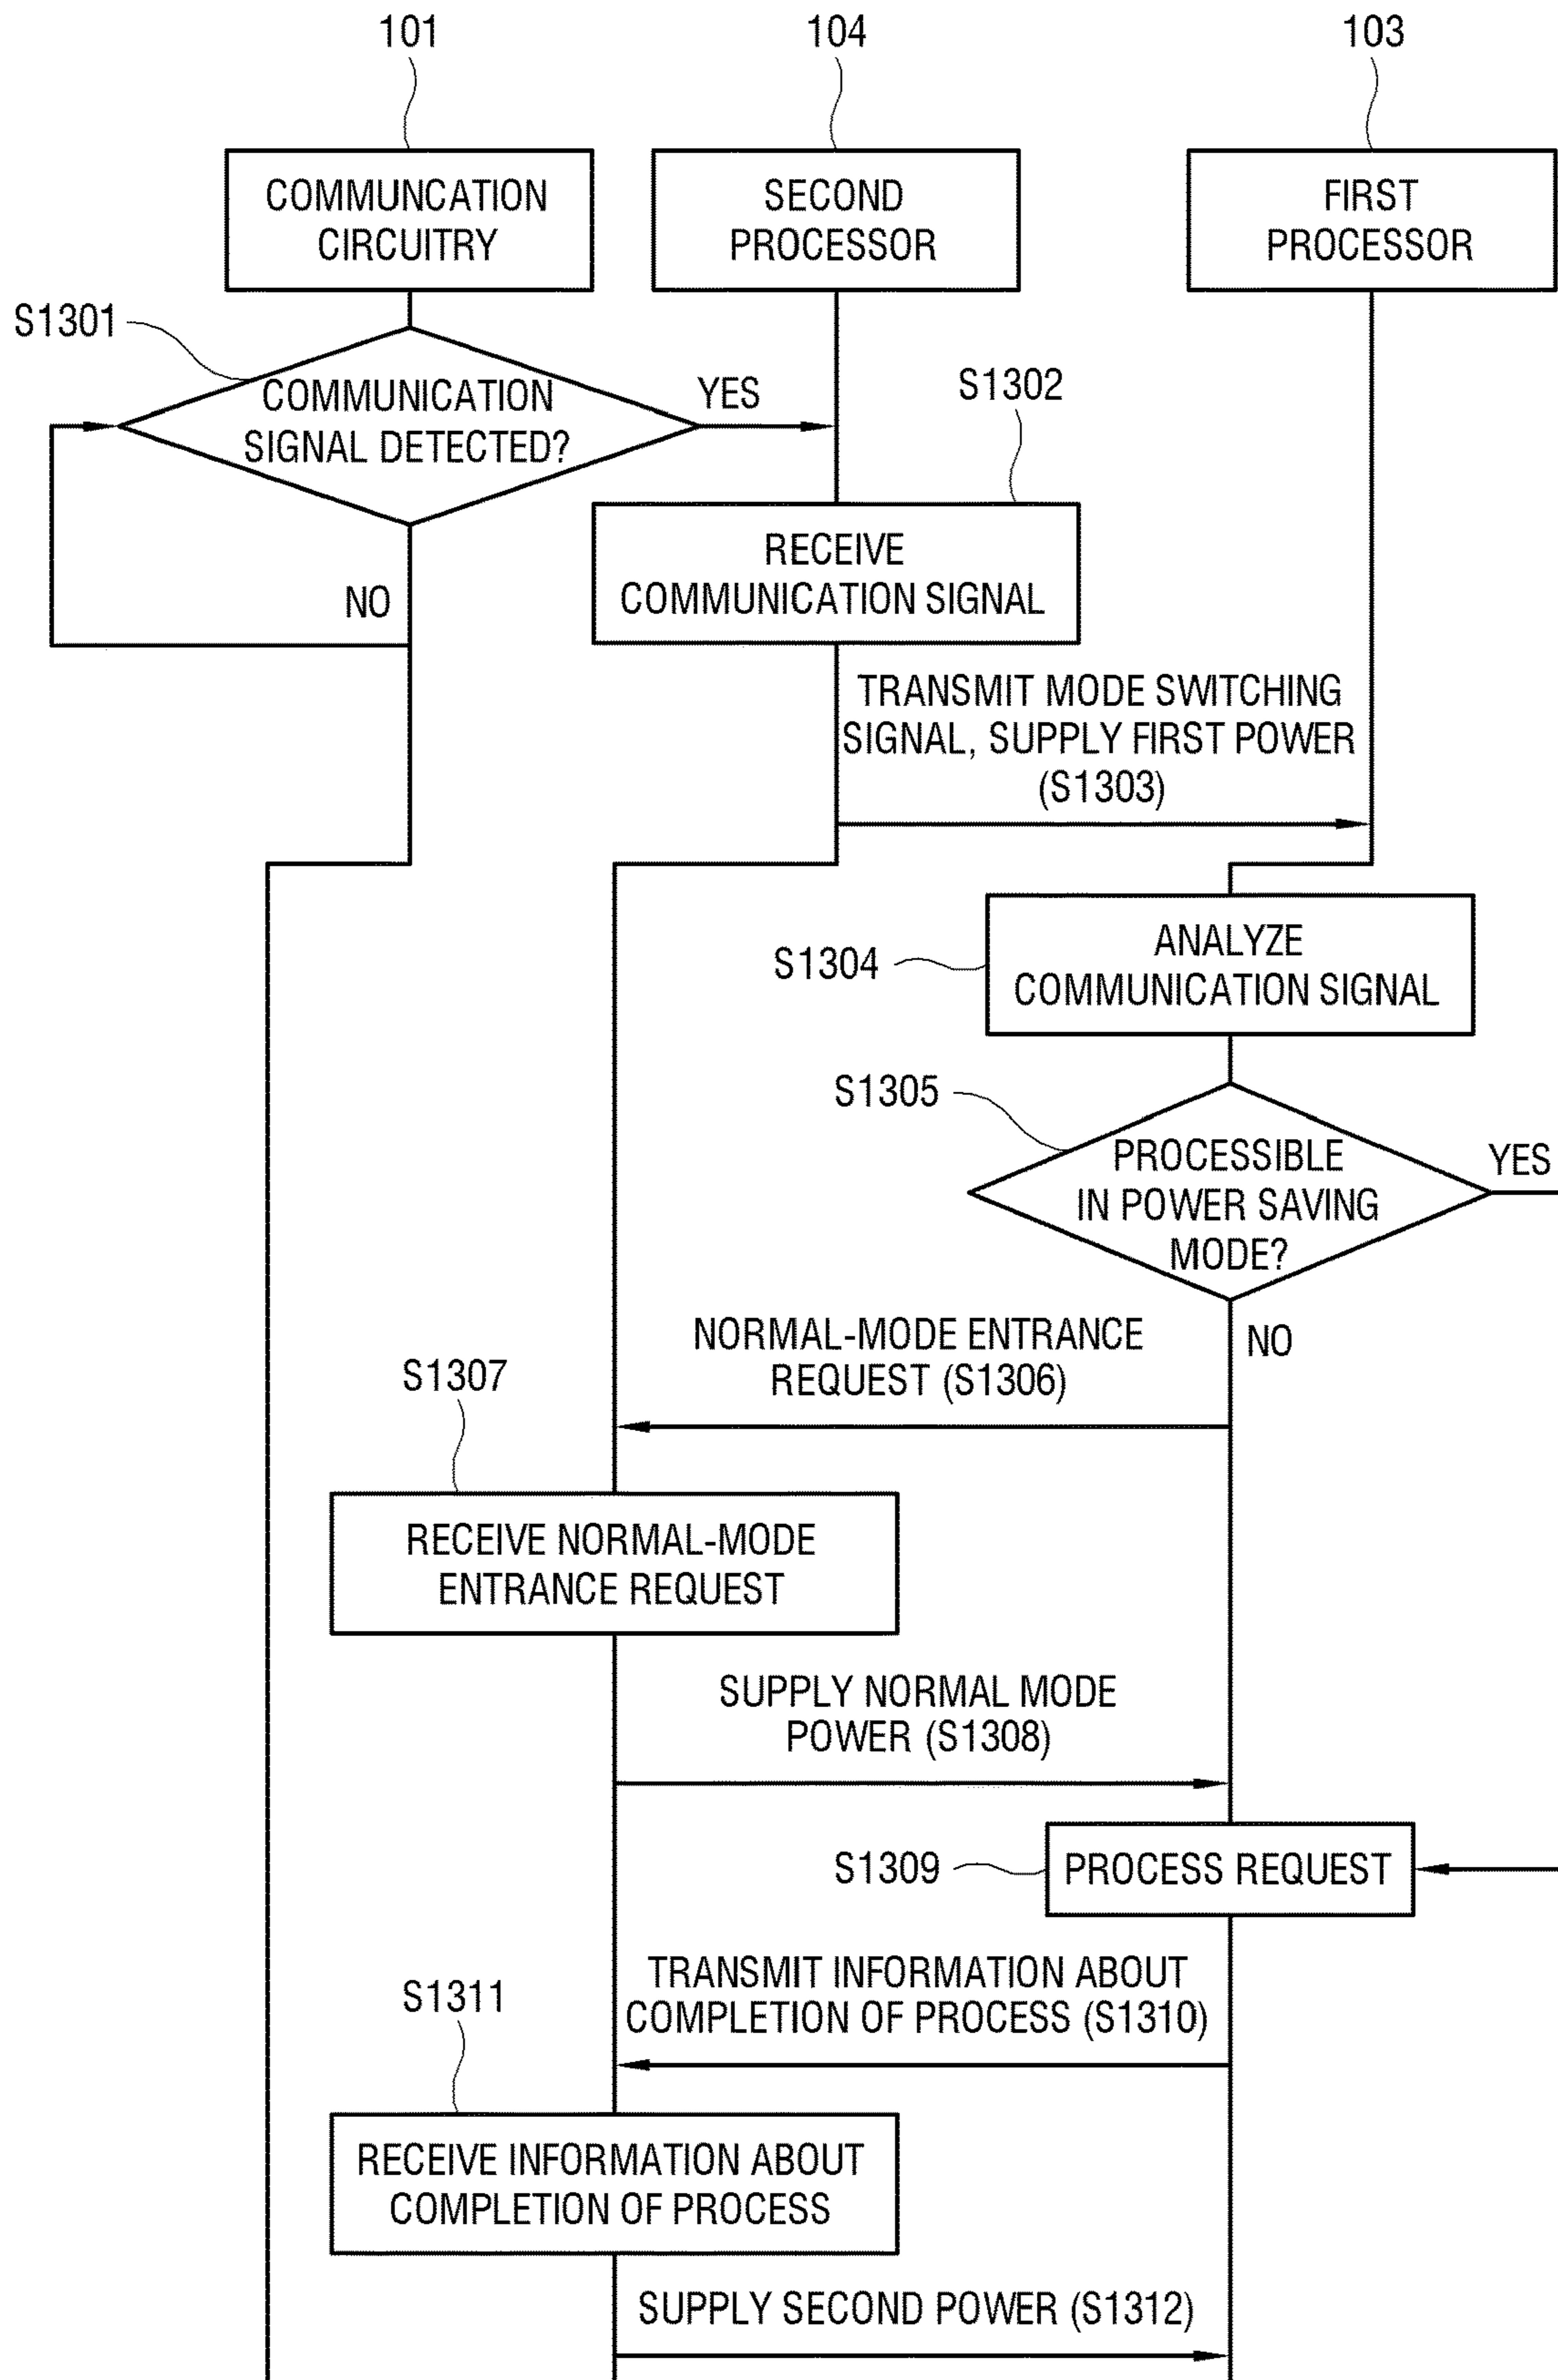 101
104
103
COMMUNCATION
CIRCUITRY
SECOND
PROCESSOR
FIRST
PROCESSOR
S1301
COMMUNICATION
SIGNAL DETECTED?
YES
NO
S1302
RECEIVE
COMMUNICATION SIGNAL
TRANSMIT MODE SWITCHING
SIGNAL, SUPPLY FIRST POWER
(S1303)
S1304
ANALYZE
COMMUNICATION SIGNAL
S1305
PROCESSIBLE
IN POWER SAVING
MODE?
YES
NO
NORMAL-MODE ENTRANCE
REQUEST (S1306)
S1307
RECEIVE NORMAL-MODE
ENTRANCE REQUEST
SUPPLY NORMAL MODE
POWER (S1308)
S1309
PROCESS REQUEST
TRANSMIT INFORMATION ABOUT
COMPLETION OF PROCESS (S1310)
S1311
RECEIVE INFORMATION ABOUT
COMPLETION OF PROCESS
SUPPLY SECOND POWER (S1312)